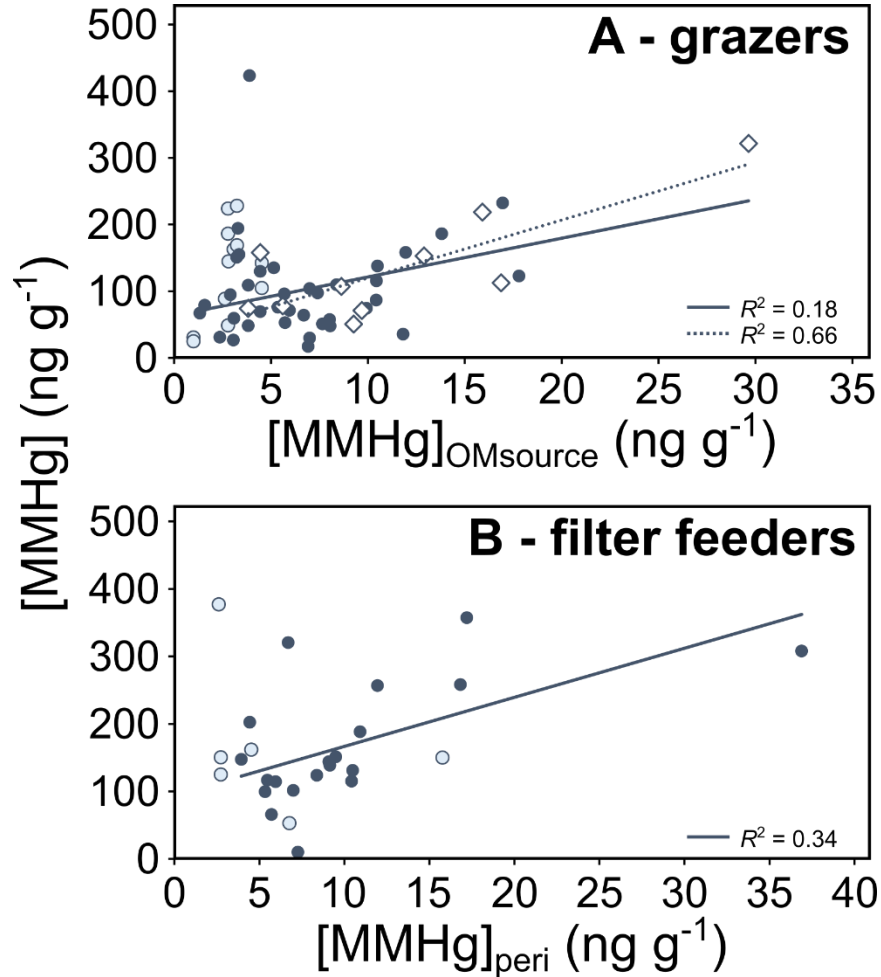 [MMHg] (ng g⁻¹)
A - grazers
500
400
300
200
100
0
R² = 0.18
R² = 0.66
0 5 10 15 20 25 30 35
[MMHg]OMsource (ng g⁻¹)
B - filter feeders
500
400
300
200
100
0
R² = 0.34
0 5 10 15 20 25 30 35 40
[MMHg]peri (ng g⁻¹)